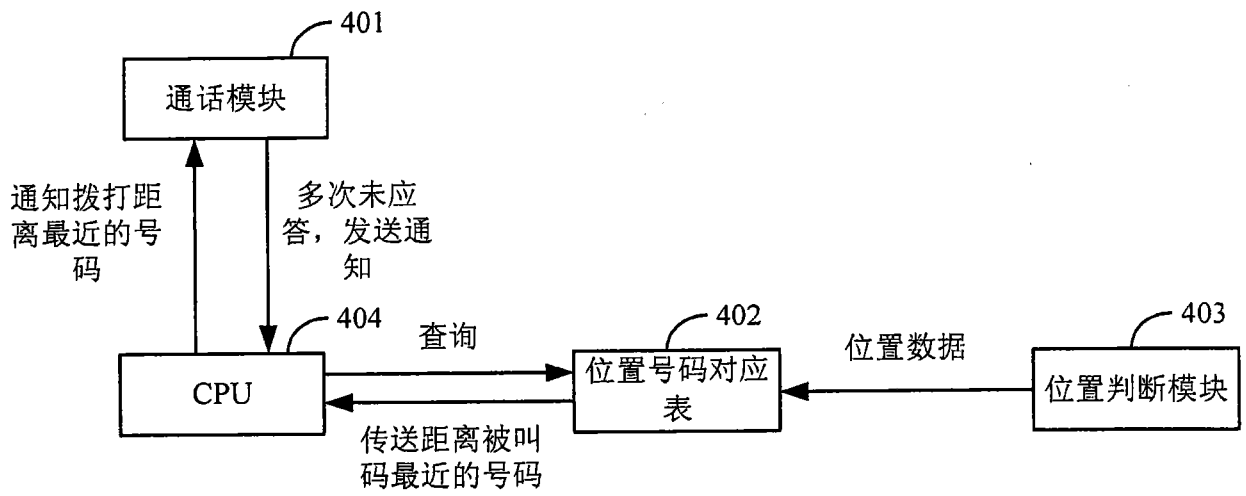 401
通话模块
通知拨打距
离最近的号
码
多次未应
答，发送通
知
404
CPU
查询
传送距离被叫
码最近的号码
402
位置号码对应
表
位置数据
403
位置判断模块